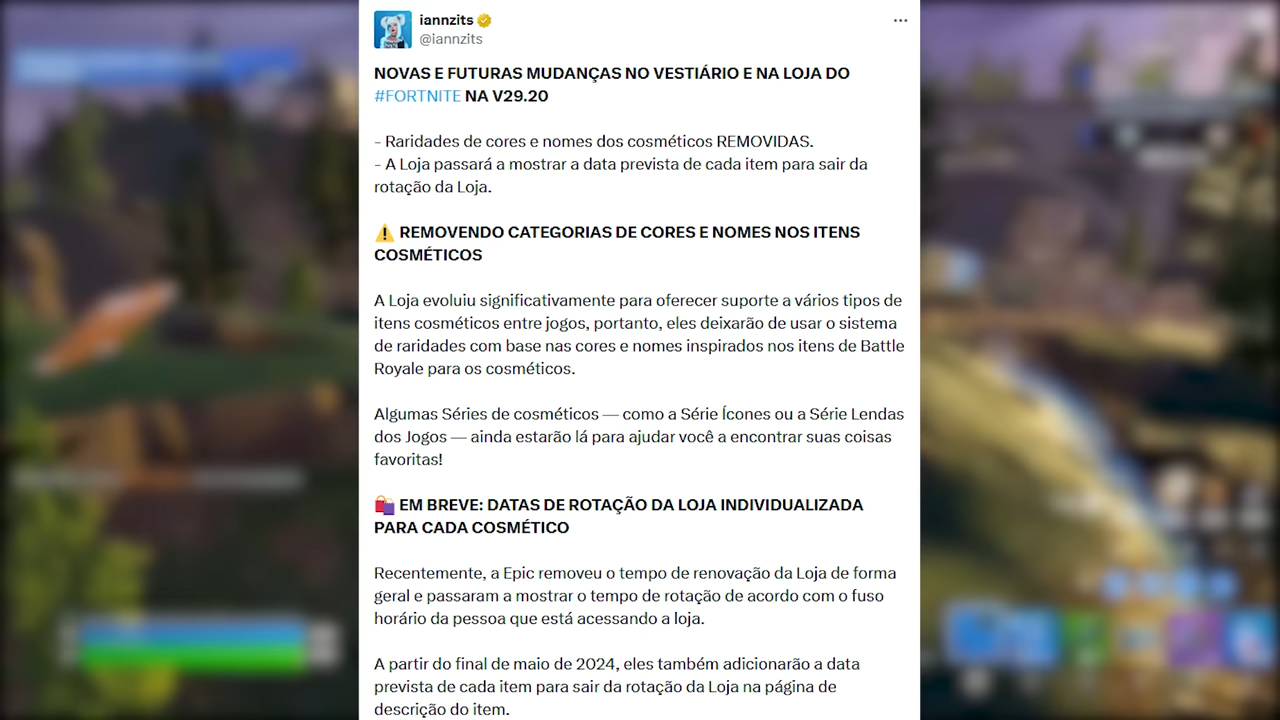 iannzits
@iannzits
NOVAS E FUTURAS MUDANÇAS NO VESTIÁRIO E NA LOJA DO
#FORTNITE NA V29.20
- Raridades de cores e nomes dos cosméticos REMOVIDAS.
- A Loja passará a mostrar a data prevista de cada item para sair da
rotação da Loja.
⚠️ REMOVENDO CATEGORIAS DE CORES E NOMES NOS ITENS
COSMÉTICOS
A Loja evoluiu significativamente para oferecer suporte a vários tipos de
itens cosméticos entre jogos, portanto, eles deixarão de usar o sistema
de raridades com base nas cores e nomes inspirados nos itens de Battle
Royale para os cosméticos.
Algumas Séries de cosméticos — como a Série Ícones ou a Série Lendas
dos Jogos — ainda estarão lá para ajudar você a encontrar suas coisas
favoritas!
🛍️ EM BREVE: DATAS DE ROTAÇÃO DA LOJA INDIVIDUALIZADA
PARA CADA COSMÉTICO
Recentemente, a Epic removeu o tempo de renovação da Loja de forma
geral e passaram a mostrar o tempo de rotação de acordo com o fuso
horário da pessoa que está acessando a loja.
A partir do final de maio de 2024, eles também adicionarão a data
prevista de cada item para sair da rotação da Loja na página de
descrição do item.